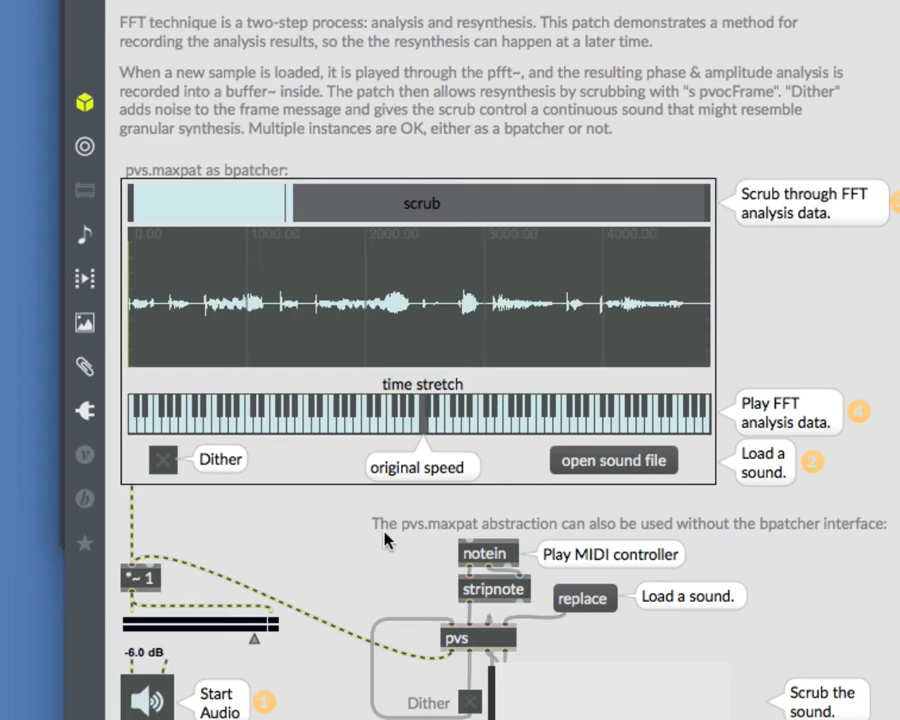 FFT technique is a two-step process: analysis and resynthesis. This patch demonstrates a method for
recording the analysis results, so the the resynthesis can happen at a later time.
When a new sample is loaded, it is played through the pfft~, and the resulting phase & amplitude analysis is
recorded into a buffer~ inside. The patch then allows resynthesis by scrubbing with "s pvocFrame". "Dither"
adds noise to the frame message and gives the scrub control a continuous sound that might resemble
granular synthesis. Multiple instances are OK, either as a bpatcher or not.
pvs.maxpat as bpatcher:
scrub
Scrub through FFT
analysis data.
0.00 1000.00 2000.00 3000.00 4000.00
time stretch
Play FFT
analysis data.
4
Dither
original speed
open sound file
Load a
sound.
2
The pvs.maxpat abstraction can also be used without the bpatcher interface:
notein
Play MIDI controller
*~ 1
stripnote
replace
Load a sound.
pvs
-6.0 dB
Start
Audio
1
Dither
Scrub the
sound.